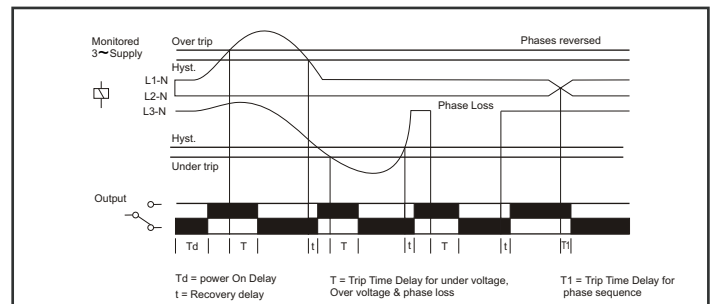 Monitored
3~Supply
Over trip
Phases reversed
Hyst.
L1-N
L2-N
L3-N
Phase Loss
Hyst.
Under trip
Output
Td T t T t T t T1
Td = power On Delay
t = Recovery delay
T = Trip Time Delay for under voltage,
Over voltage & phase loss
T1 = Trip Time Delay for
phase sequence